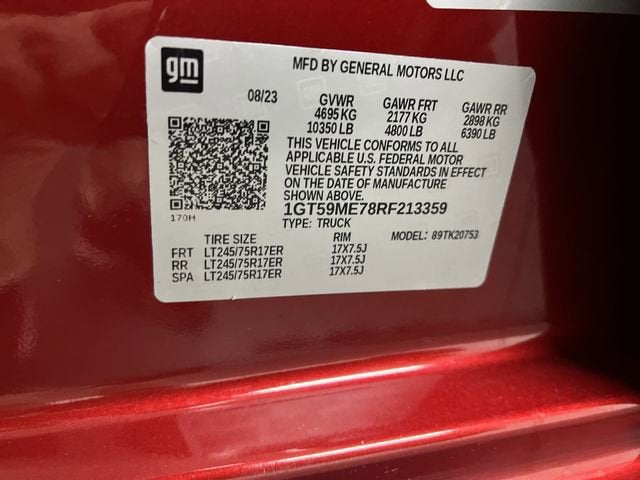 gm
MFD BY GENERAL MOTORS LLC
08/23 GVWR GAWR FRT GAWR RR
4695 KG 2177 KG 2898 KG
10350 LB 4800 LB 6390 LB
THIS VEHICLE CONFORMS TO ALL
APPLICABLE U.S. FEDERAL MOTOR
VEHICLE SAFETY STANDARDS IN EFFECT
ON THE DATE OF MANUFACTURE
SHOWN ABOVE.
170H
1GT59ME78RF213359
TYPE: TRUCK MODEL: 89TK20753
TIRE SIZE RIM
FRT LT245/75R17ER 17X7.5J
RR LT245/75R17ER 17X7.5J
SPA LT245/75R17ER 17X7.5J